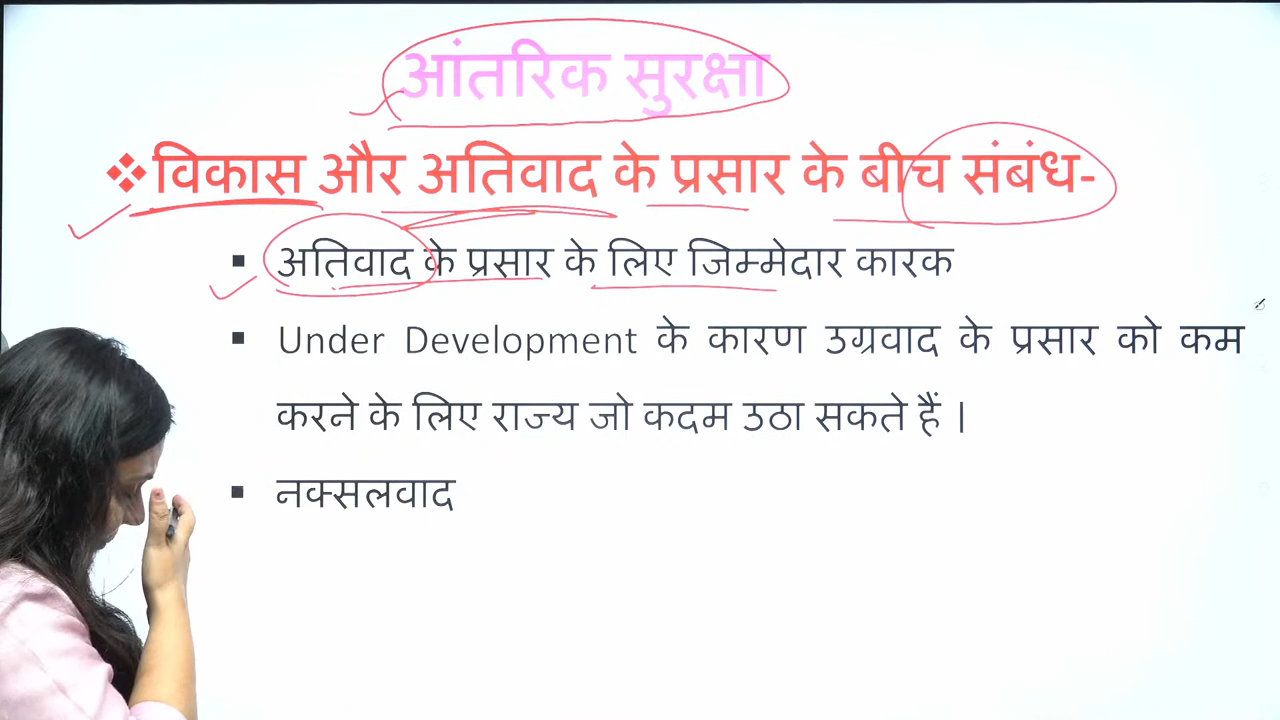 आंतरिक सुरक्षा
❖विकास और अतिवाद के प्रसार के बीच संबंध-
▪ अतिवाद के प्रसार के लिए जिम्मेदार कारक
▪ Under Development के कारण उग्रवाद के प्रसार को कम
करने के लिए राज्य जो कदम उठा सकते हैं ।
▪ नक्सलवाद